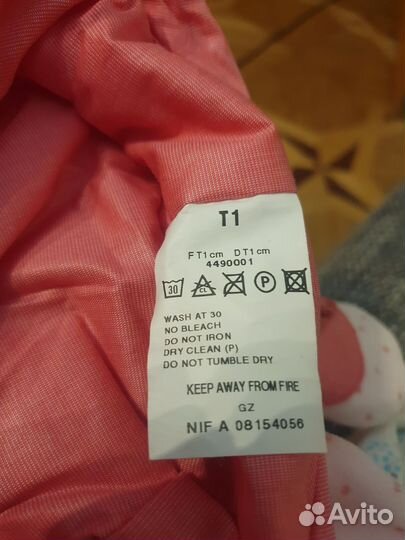 T1
FT1cm DT1cm
4490001
30 CL P
WASH AT 30
NO BLEACH
DO NOT IRON
DRY CLEAN (P)
DO NOT TUMBLE DRY
KEEP AWAY FROM FIRE
GZ
NIF A 08154056
Avito